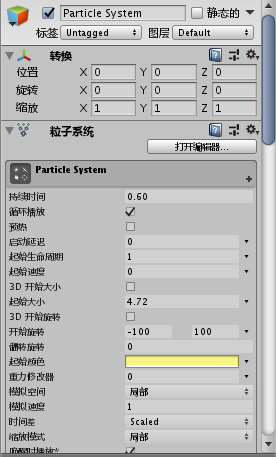 Particle System 静态的
标签 Untagged 图层 Default
转换
位置 X 0 Y 0 Z 0
旋转 X 0 Y 0 Z 0
缩放 X 1 Y 1 Z 1
粒子系统
打开编辑器...
Particle System
持续时间 0.60
循环播放
预热
启动延迟 0
起始生命周期 1
起始速度 0
3D 开始大小
起始大小 4.72
3D 开始旋转
开始旋转 -100 100
翻转旋转 0
起始颜色
重力修改器 0
模拟空间 局部
模拟速度 1
时间差 Scaled
缩放模式 局部